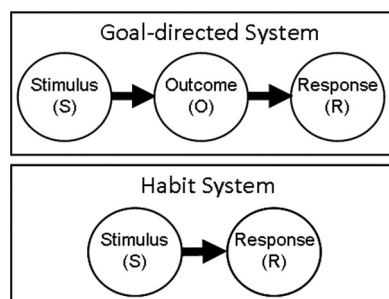 Goal-directed System
Stimulus
(S)
Outcome
(O)
Response
(R)
Habit System
Stimulus
(S)
Response
(R)